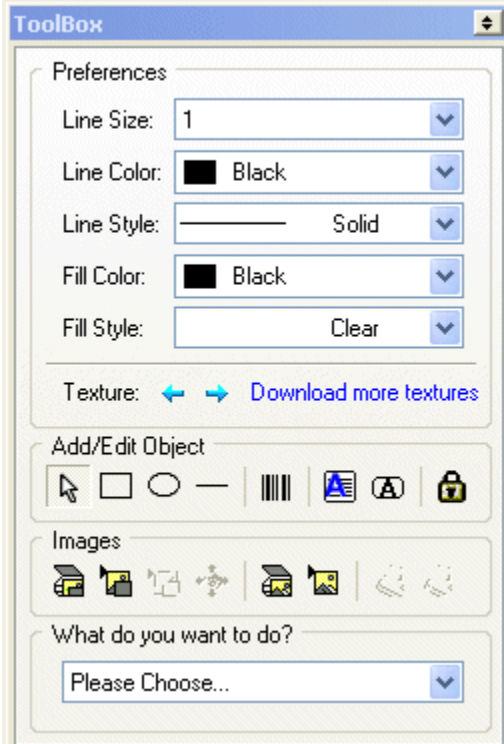 ToolBox
Preferences
Line Size: 1
Line Color: Black
Line Style: Solid
Fill Color: Black
Fill Style: Clear
Texture: Download more textures
Add/Edit Object
A A
Images
What do you want to do?
Please Choose...